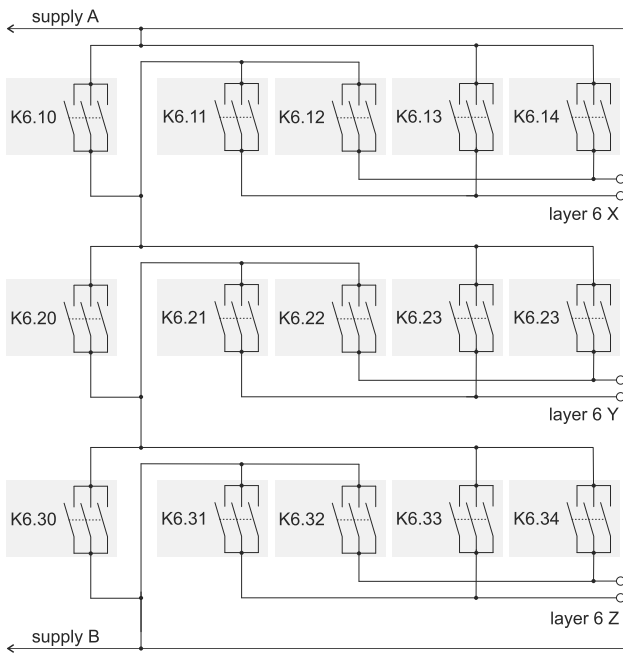 supply A
K6.10
K6.11
K6.12
K6.13
K6.14
layer 6 X
K6.20
K6.21
K6.22
K6.23
K6.23
layer 6 Y
K6.30
K6.31
K6.32
K6.33
K6.34
layer 6 Z
supply B